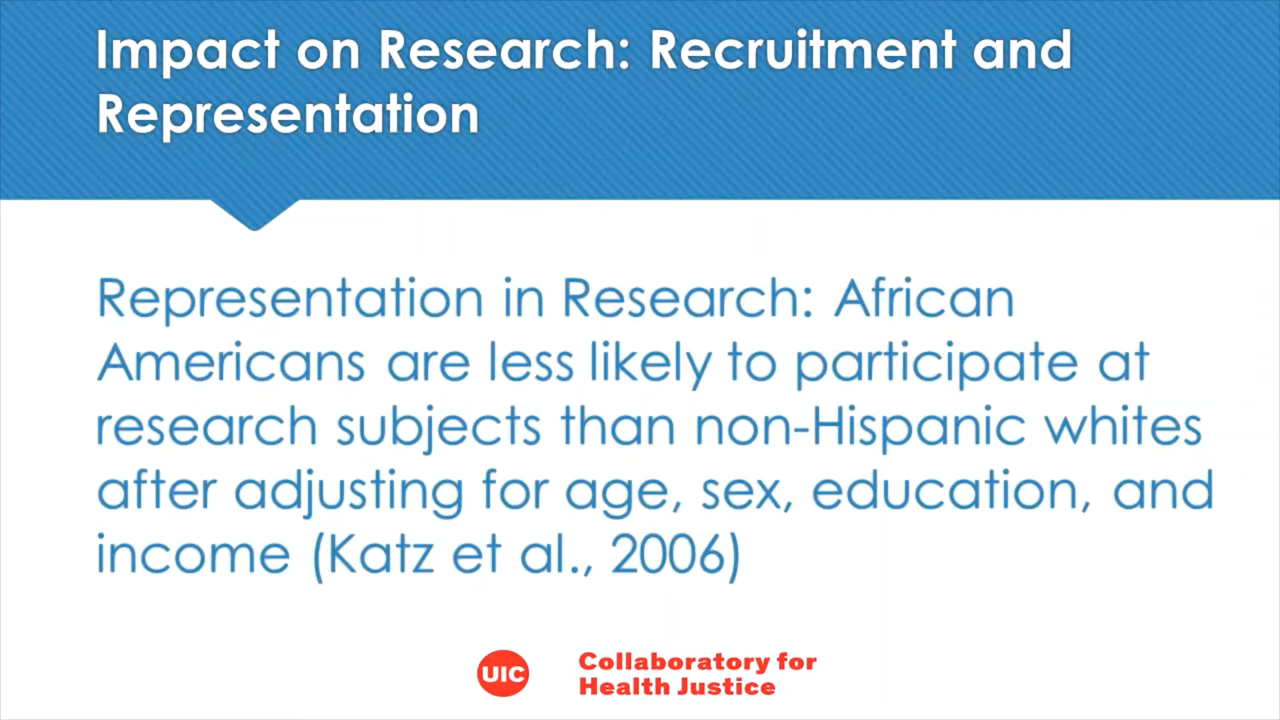 Impact on Research: Recruitment and
Representation
Representation in Research: African
Americans are less likely to participate at
research subjects than non-Hispanic whites
after adjusting for age, sex, education, and
income (Katz et al., 2006)
UIC
Collaboratory for
Health Justice